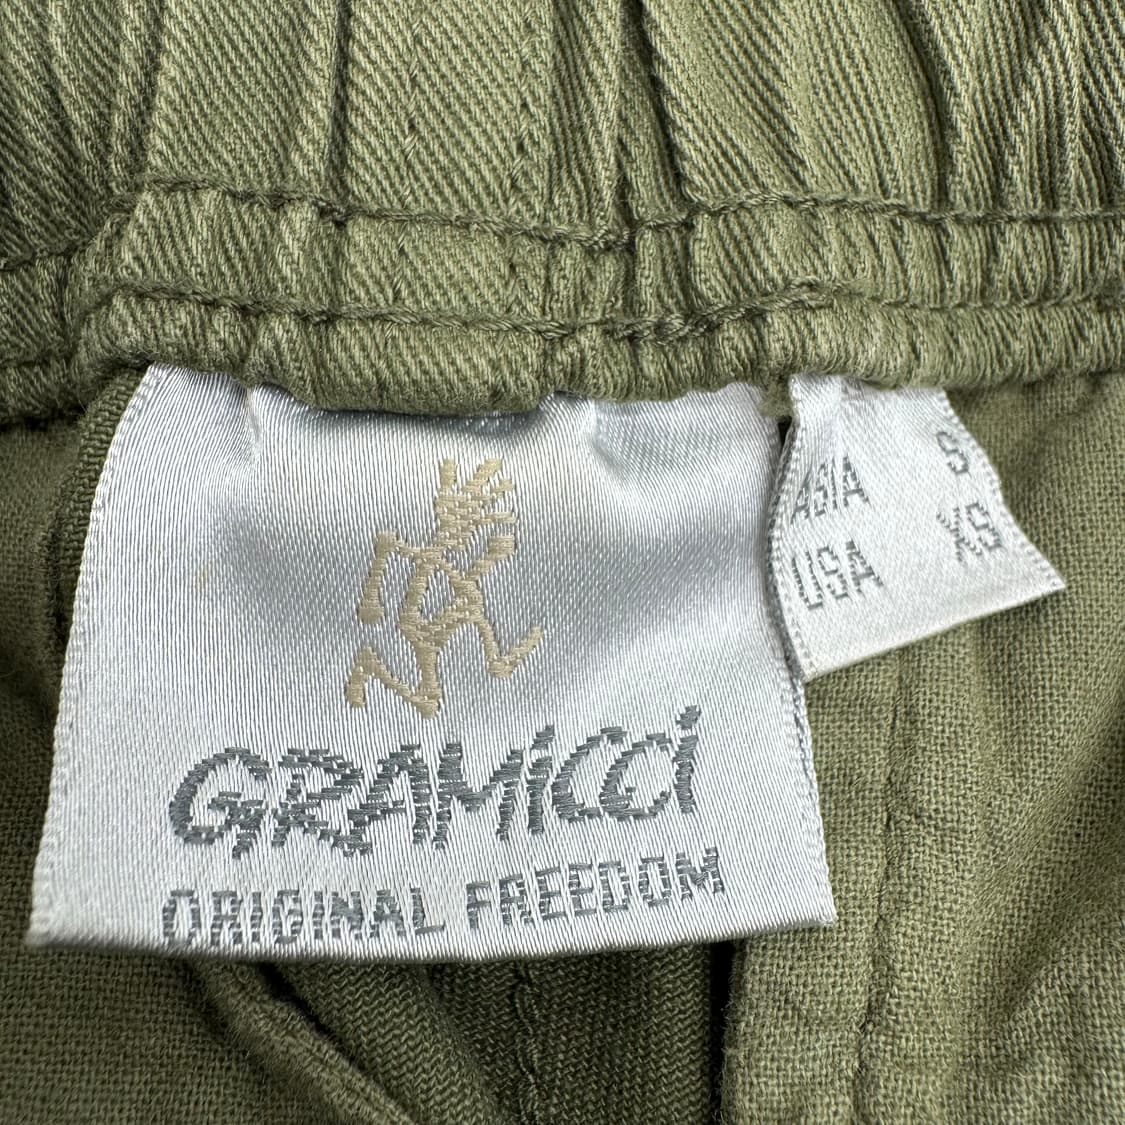 GRAMiCCi
ORIGINAL FREEDOM
ASIA S
USA XS